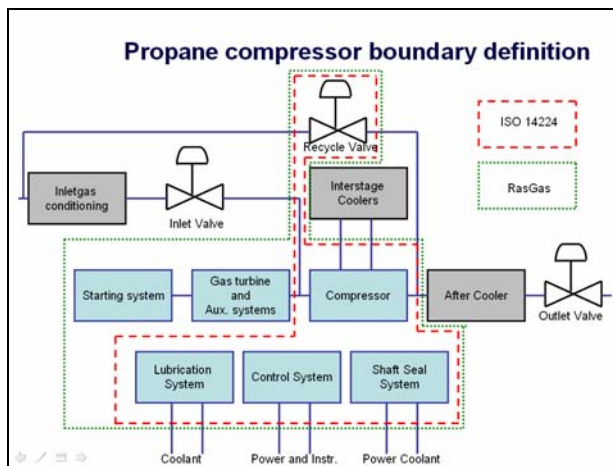 Propane compressor boundary definition
ISO 14224
RasGas
Recycle Valve
Inletgas
conditioning
Inlet Valve
Interstage
Coolers
Starting system
Gas turbine
and
Aux. systems
Compressor
After Cooler
Outlet Valve
Lubrication
System
Control System
Shaft Seal
System
Coolant
Power and Instr.
Power Coolant